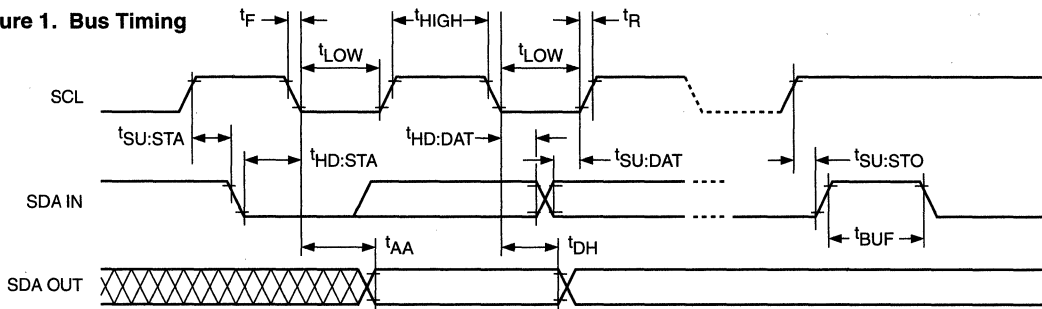 ure 1. Bus Timing
tF
tHIGH
tR
tLOW
tLOW
SCL
tSU:STA
tHD:STA
tHD:DAT
tSU:DAT
tSU:STO
SDA IN
tBUF
tAA
tDH
SDA OUT